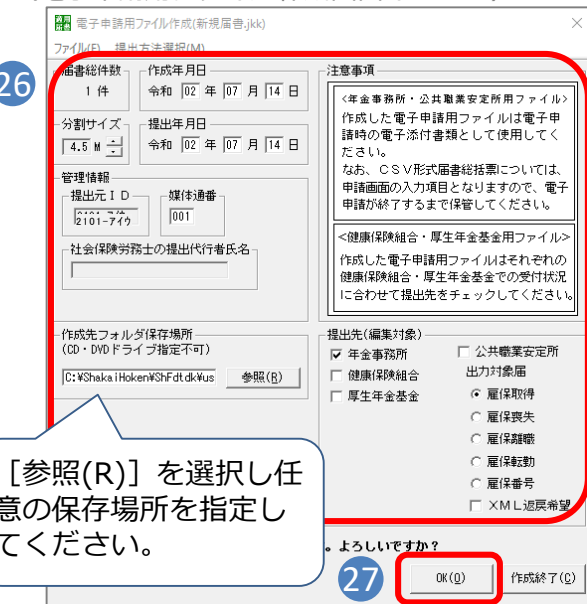 電子申請用ファイル作成(新規届書.jkk)
ファイル(F) 提出方法選択(M)
26
届書総件数
1 件
作成年月日
令和 02 年 07 月 14 日
分割サイズ
4.5 M
提出年月日
令和 02 年 07 月 14 日
管理情報
提出元ID
2101-アイウ
媒体通番
001
社会保険労務士の提出代行者氏名
注意事項
<年金事務所・公共職業安定所用ファイル>
作成した電子申請用ファイルは電子申
請時の電子添付書類として使用してく
ださい。
なお、CSV形式届書総括票については、
申請画面の入力項目となりますので、電子
申請が終了するまで保管してください。
<健康保険組合・厚生年金基金用ファイル>
作成した電子申請用ファイルはそれぞれの
健康保険組合・厚生年金基金での受付状況
に合わせて提出先をチェックしてください。
作成先フォルダ保存場所
(CD・DVDドライブ指定不可)
C:¥ShakaiHoken¥ShFdtdk¥us
参照(R)
提出先(編集対象)
年金事務所
健康保険組合
厚生年金基金
公共職業安定所
出力対象届
雇保取得
雇保喪失
雇保離職
雇保転勤
雇保番号
XML返戻希望
[参照(R)]を選択し任
意の保存場所を指定し
てください。
。よろしいですか?
27
OK(O)
作成終了(C)